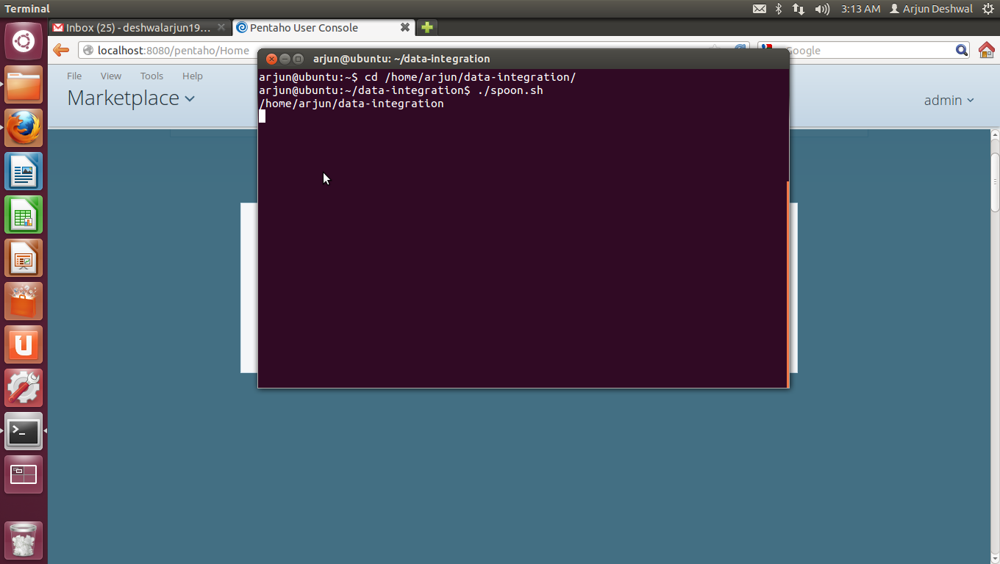 Terminal
3:13 AM Arjun Deshwal
Inbox (25) - deshwalarjun19... Pentaho User Console
localhost:8080/pentaho/Home
Google
arjun@ubuntu: ~/data-integration
File View Tools Help
Marketplace
admin
arjun@ubuntu:~$ cd /home/arjun/data-integration/
arjun@ubuntu:~/data-integration$ ./spoon.sh
/home/arjun/data-integration